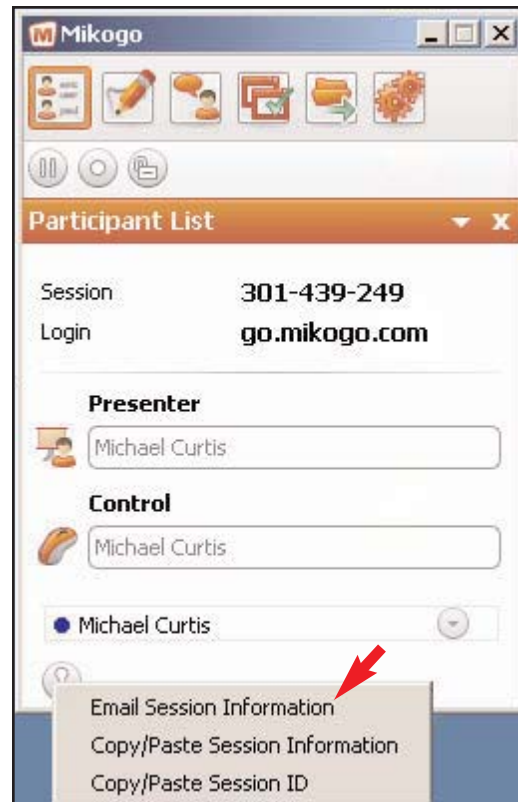 Mikogo
Participant List
Session 301-439-249
Login go.mikogo.com
Presenter
Michael Curtis
Control
Michael Curtis
Michael Curtis
Email Session Information
Copy/Paste Session Information
Copy/Paste Session ID